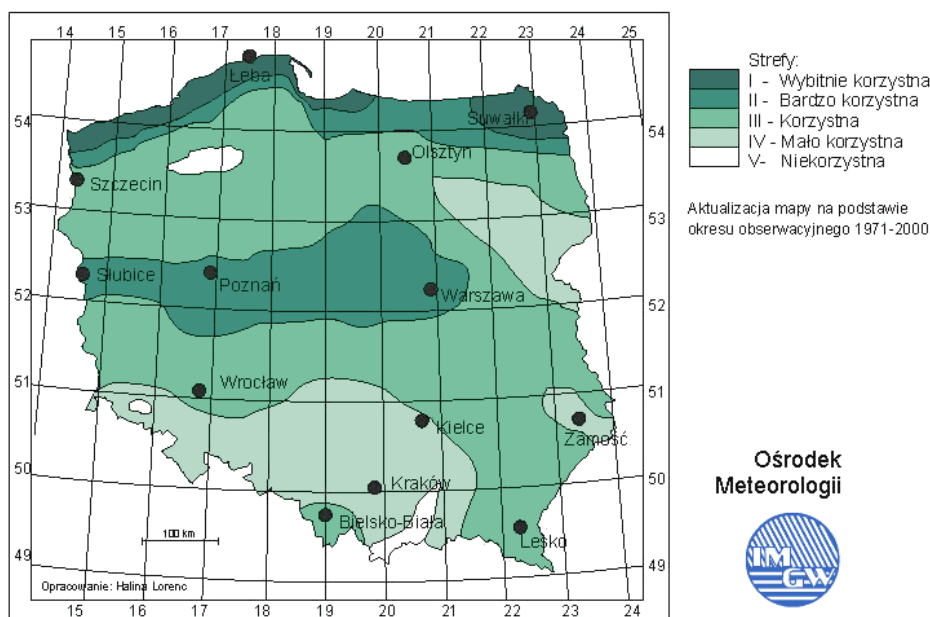 14 15 16 17 18 19 20 21 22 23 24 25
Strefy:
I - Wybitnie korzystna
II - Bardzo korzystna
III - Korzystna
IV - Mało korzystna
V- Niekorzystna
Aktualizacja mapy na podstawie
okresu obserwacyjnego 1971-2000
Łeba
Suwałki
54 54
Olsztyn
Szczecin
53 53
Słubice
Poznań
Warszawa
52 52
Wrocław
51 51
Kielce
Zamość
50 50
Kraków
Bielsko-Biała
Lesko
100 km
49 49
Opracowanie: Halina Lorenc
15 16 17 18 19 20 21 22 23 24
Ośrodek
Meteorologii
IM
GW